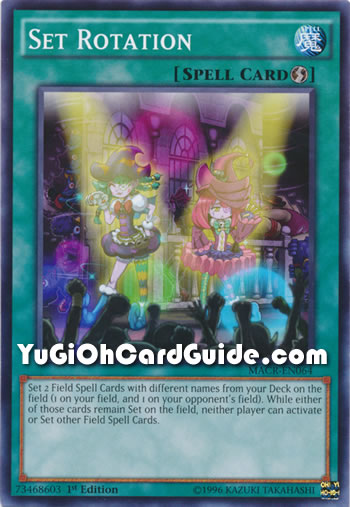 SET ROTATION
SPELL
魔
[SPELL CARD]
YuGiOhCardGuide.com
MACR-EN064
Set 2 Field Spell Cards with different names from your Deck on the
field (1 on your field, and 1 on your opponent's field). While either
of those cards remain Set on the field, neither player can activate
or Set other Field Spell Cards.
73468603 1st Edition
©1996 KAZUKI TAKAHASHI